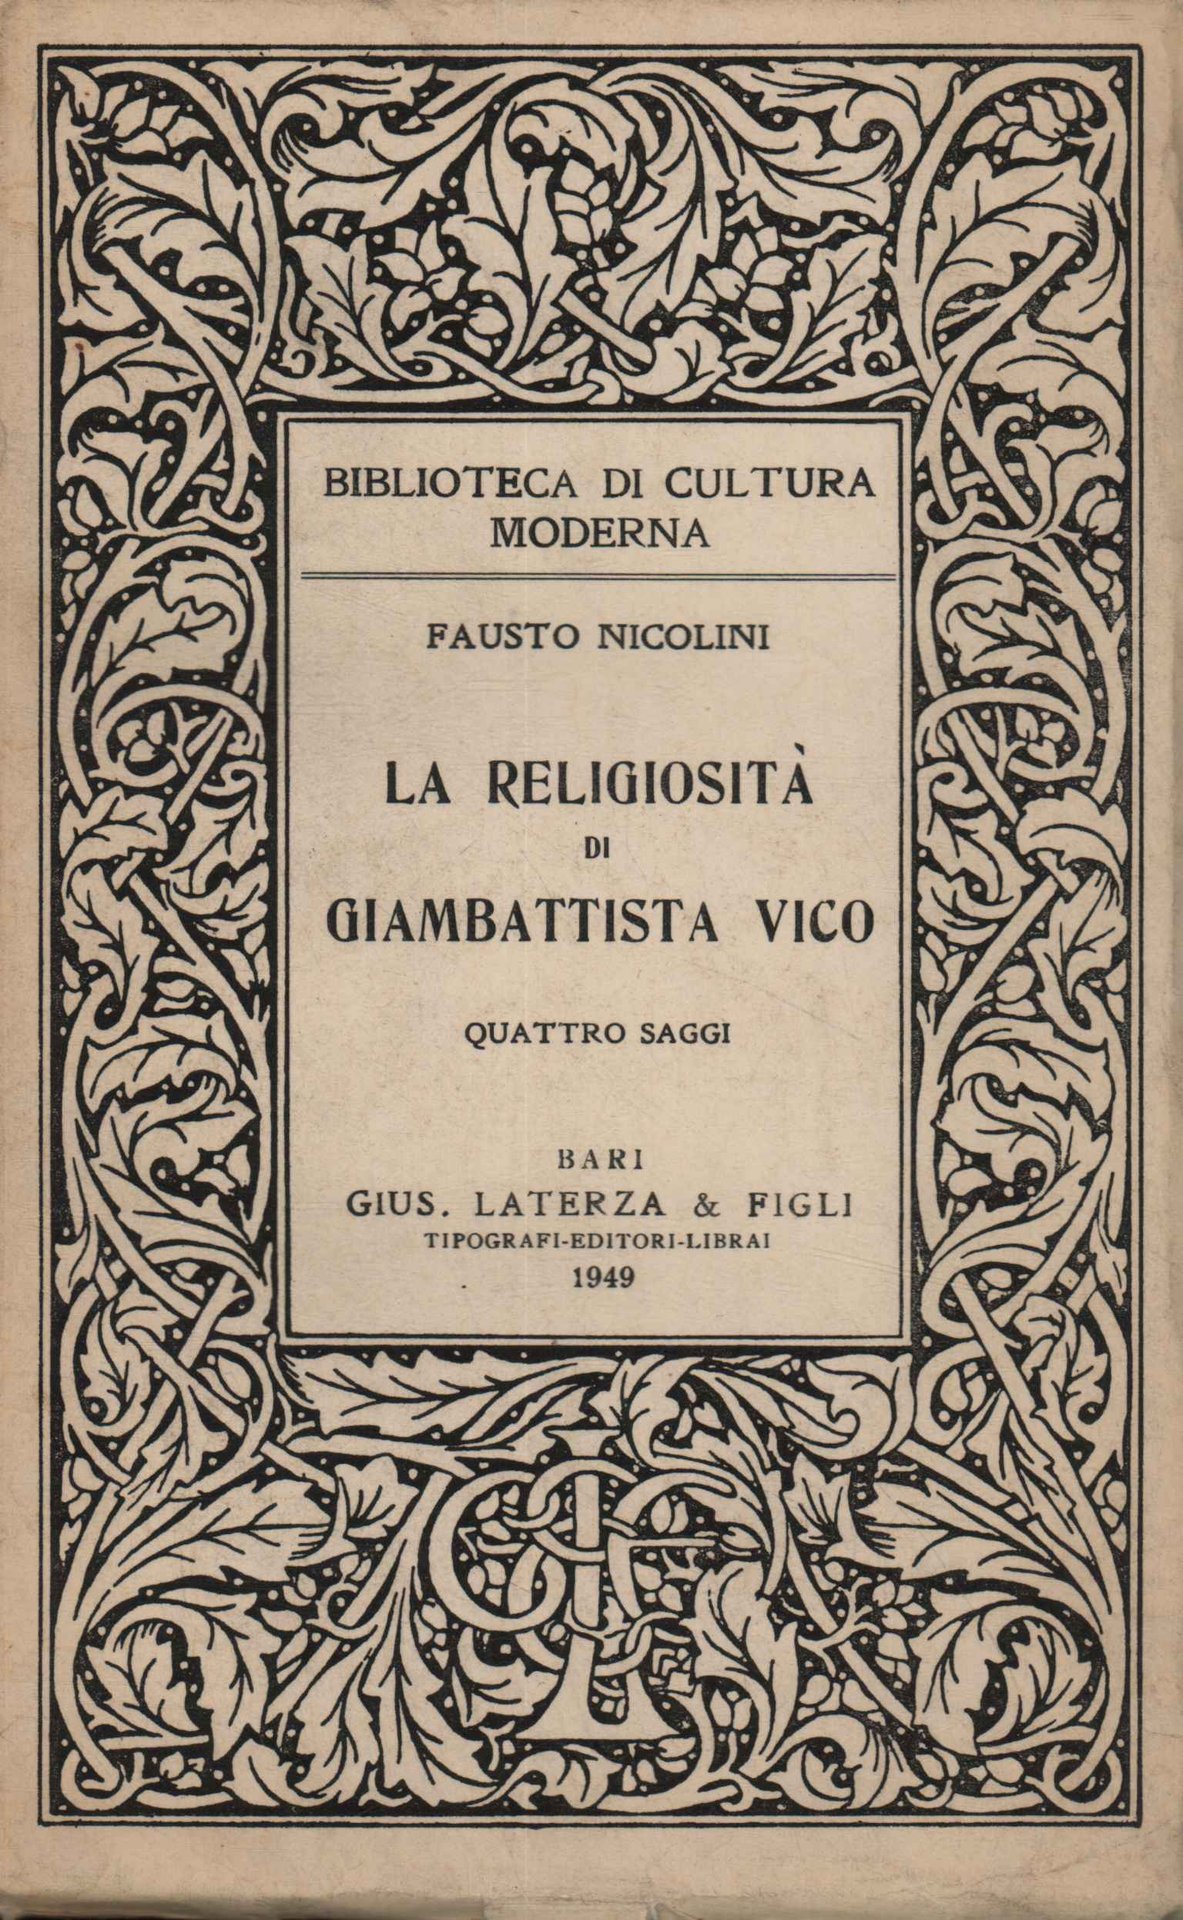 BIBLIOTECA DI CULTURA
MODERNA
FAUSTO NICOLINI
LA RELIGIOSITÀ
DI
GIAMBATTISTA VICO
QUATTRO SAGGI
BARI
GIUS. LATERZA & FIGLI
TIPOGRAFI-EDITORI-LIBRAI
1949